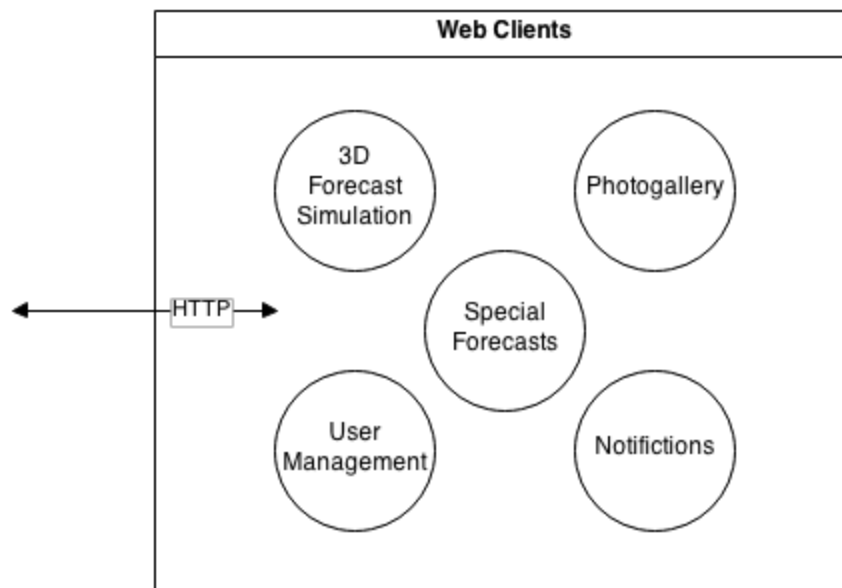 Web Clients
3D
Forecast
Simulation
Photogallery
HTTP
Special
Forecasts
User
Management
Notifictions